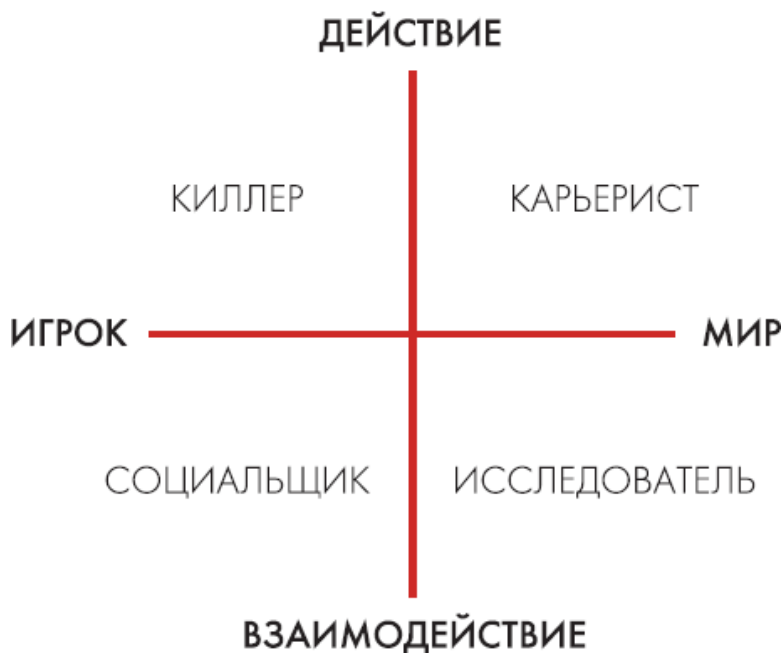 ДЕЙСТВИЕ
КИЛЛЕР
КАРЬЕРИСТ
ИГРОК
МИР
СОЦИАЛЬЩИК
ИССЛЕДОВАТЕЛЬ
ВЗАИМОДЕЙСТВИЕ